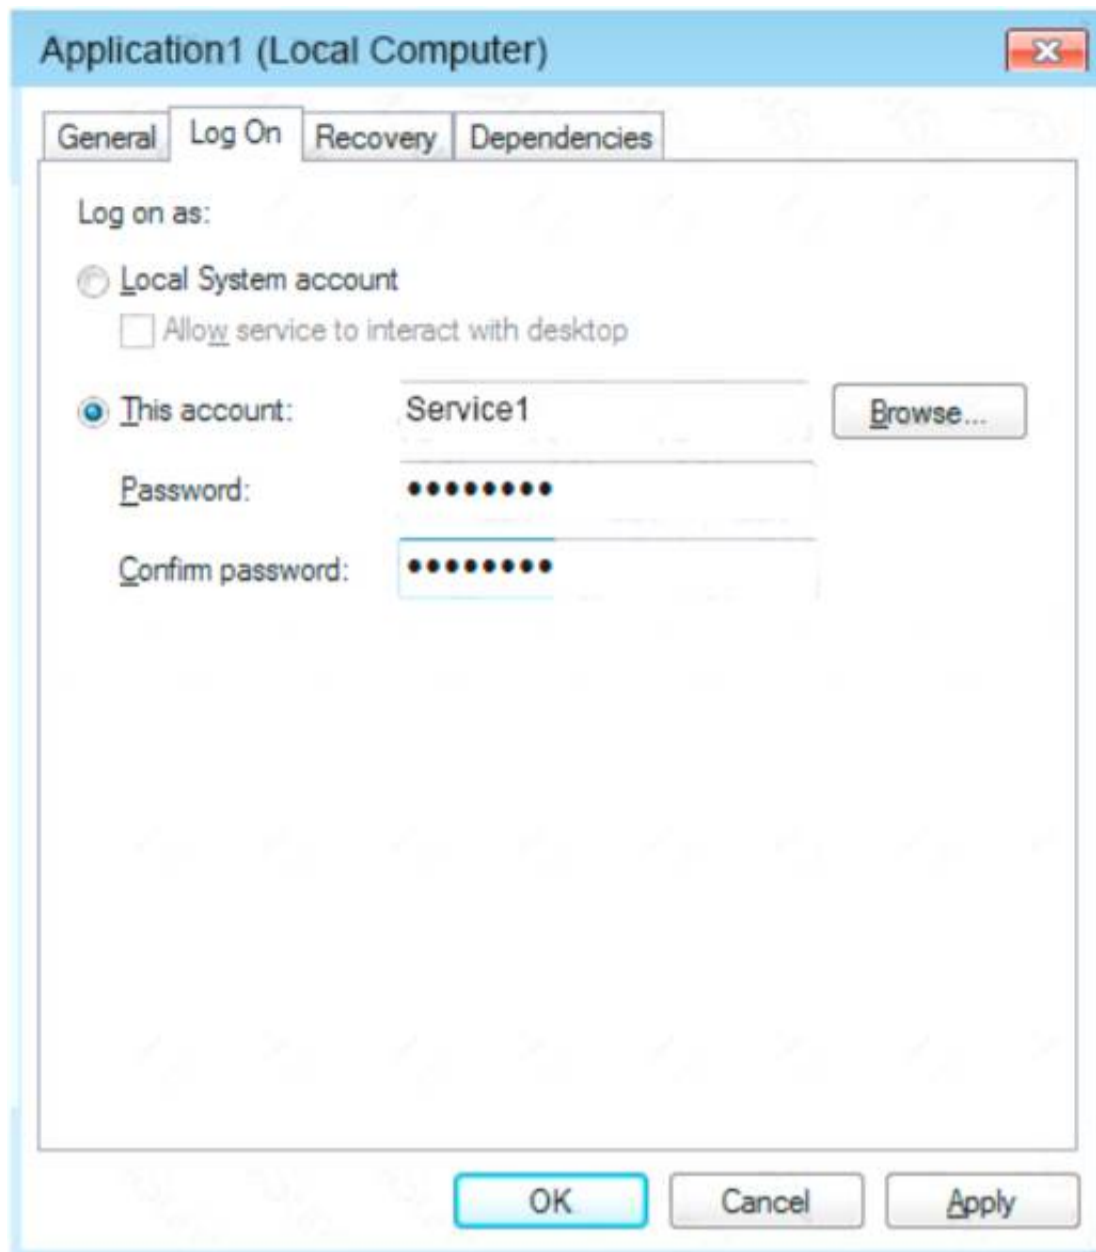 Application1 (Local Computer)
General Log On Recovery Dependencies
Log on as:
Local System account
Allow service to interact with desktop
This account: Service1 Browse...
Password: ••••••••
Confirm password: ••••••••
OK Cancel Apply